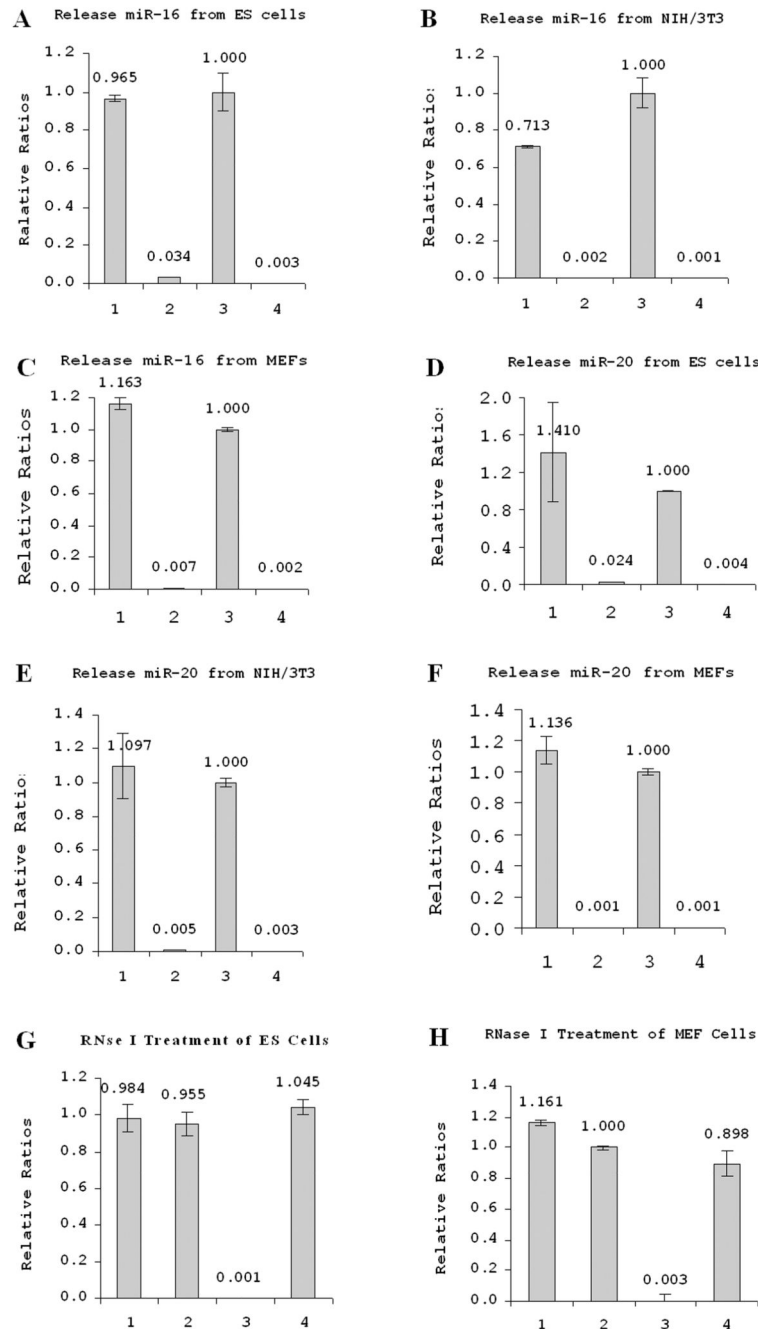 A
Release miR-16 from ES cells
Ralative Ratios
1.2
1.0
0.8
0.6
0.4
0.2
0.0
0.965
0.034
1.000
0.003
1 2 3 4
B
Release miR-16 from NIH/3T3
Relative Ratio:
1.2
1.0
0.8
0.6
0.4
0.2
0.0
0.713
0.002
1.000
0.001
1 2 3 4
C
Release miR-16 from MEFs
Relative Ratios
1.2
1.0
0.8
0.6
0.4
0.2
0.0
1.163
0.007
1.000
0.002
1 2 3 4
D
Release miR-20 from ES cells
Relative Ratio:
2.0
1.6
1.2
0.8
0.4
0.0
1.410
0.024
1.000
0.004
1 2 3 4
E
Release miR-20 from NIH/3T3
Relative Ratio:
1.4
1.2
1.0
0.8
0.6
0.4
0.2
0.0
1.097
0.005
1.000
0.003
1 2 3 4
F
Release miR-20 from MEFs
Relative Ratios
1.4
1.2
1.0
0.8
0.6
0.4
0.2
0.0
1.136
0.001
1.000
0.001
1 2 3 4
G
RNse I Treatment of ES Cells
Relative Ratios
1.2
1.0
0.8
0.6
0.4
0.2
0.0
0.984
0.955
0.001
1.045
1 2 3 4
H
RNase I Treatment of MEF Cells
Relative Ratios
1.4
1.2
1.0
0.8
0.6
0.4
0.2
0.0
1.161
1.000
0.003
0.898
1 2 3 4